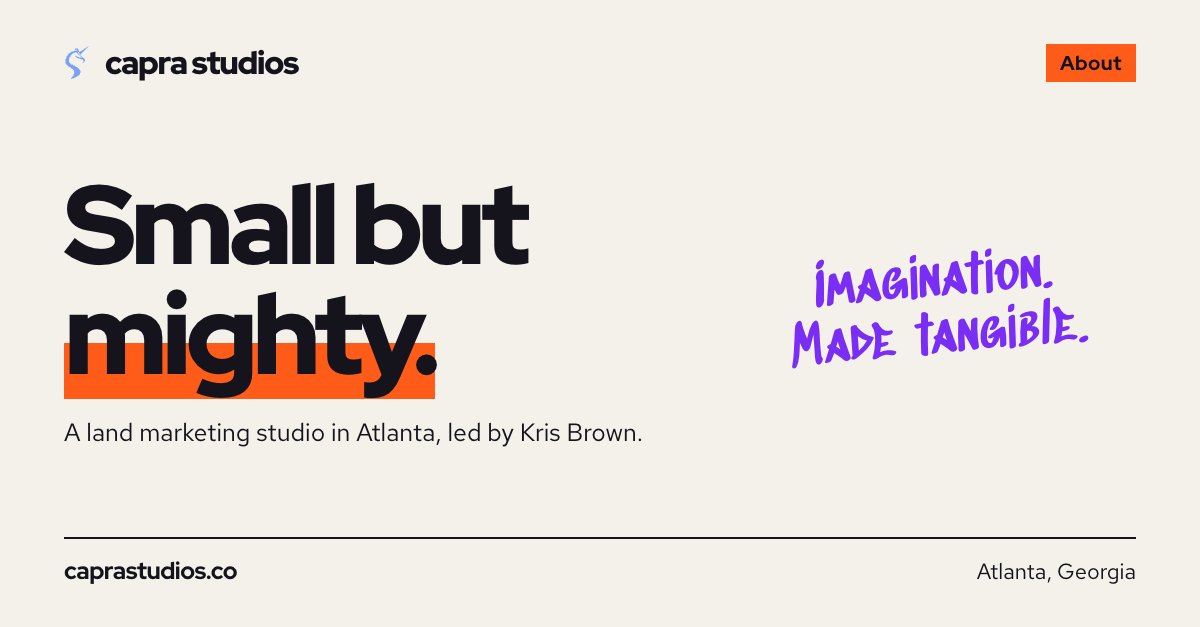 capra studios
About
Small but
mighty.
A land marketing studio in Atlanta, led by Kris Brown.
iMAGiNATiON.
MADE tANGiBlE.
caprastudios.co
Atlanta, Georgia